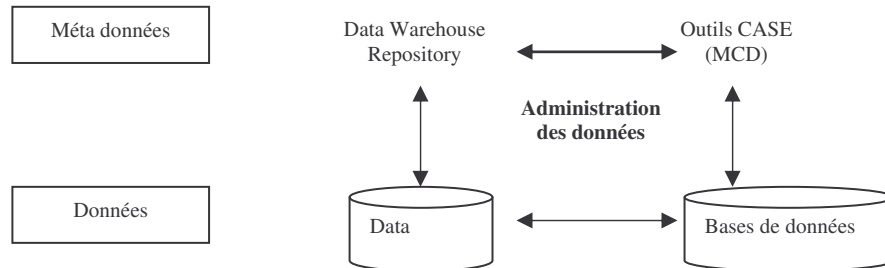 Méta données
Data Warehouse
Repository
Outils CASE
(MCD)
Administration
des données
Données
Data
Bases de données